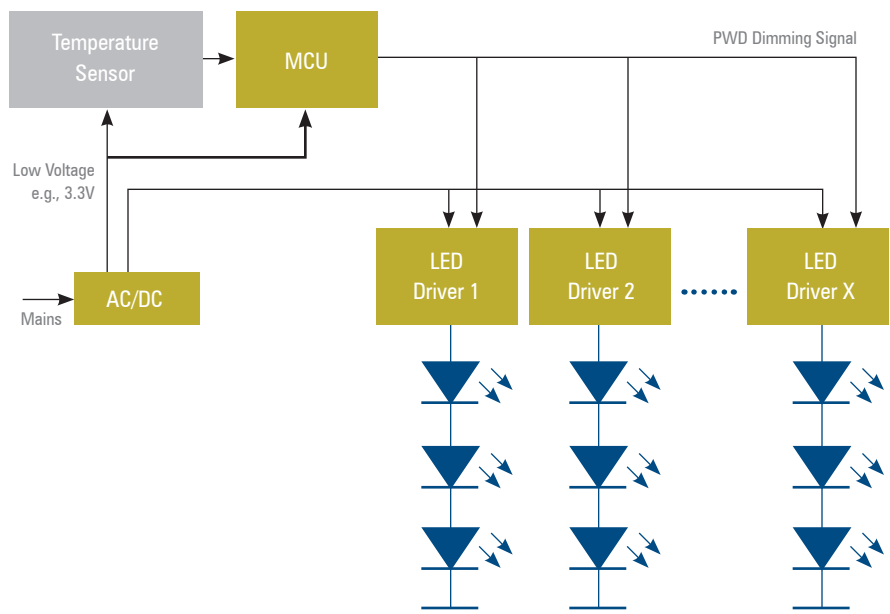 Temperature
Sensor
MCU
PWD Dimming Signal
Low Voltage
e.g., 3.3V
AC/DC
Mains
LED
Driver 1
LED
Driver 2
LED
Driver X